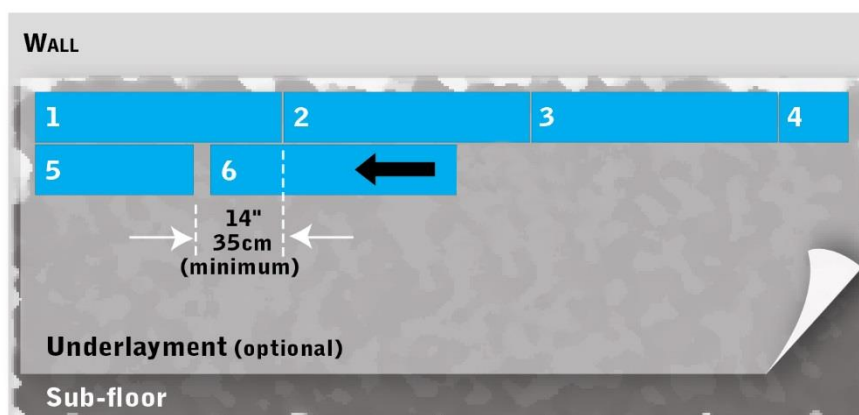 WALL
1 2 3 4
5 6
14"
35cm
(minimum)
Underlayment (optional)
Sub-floor